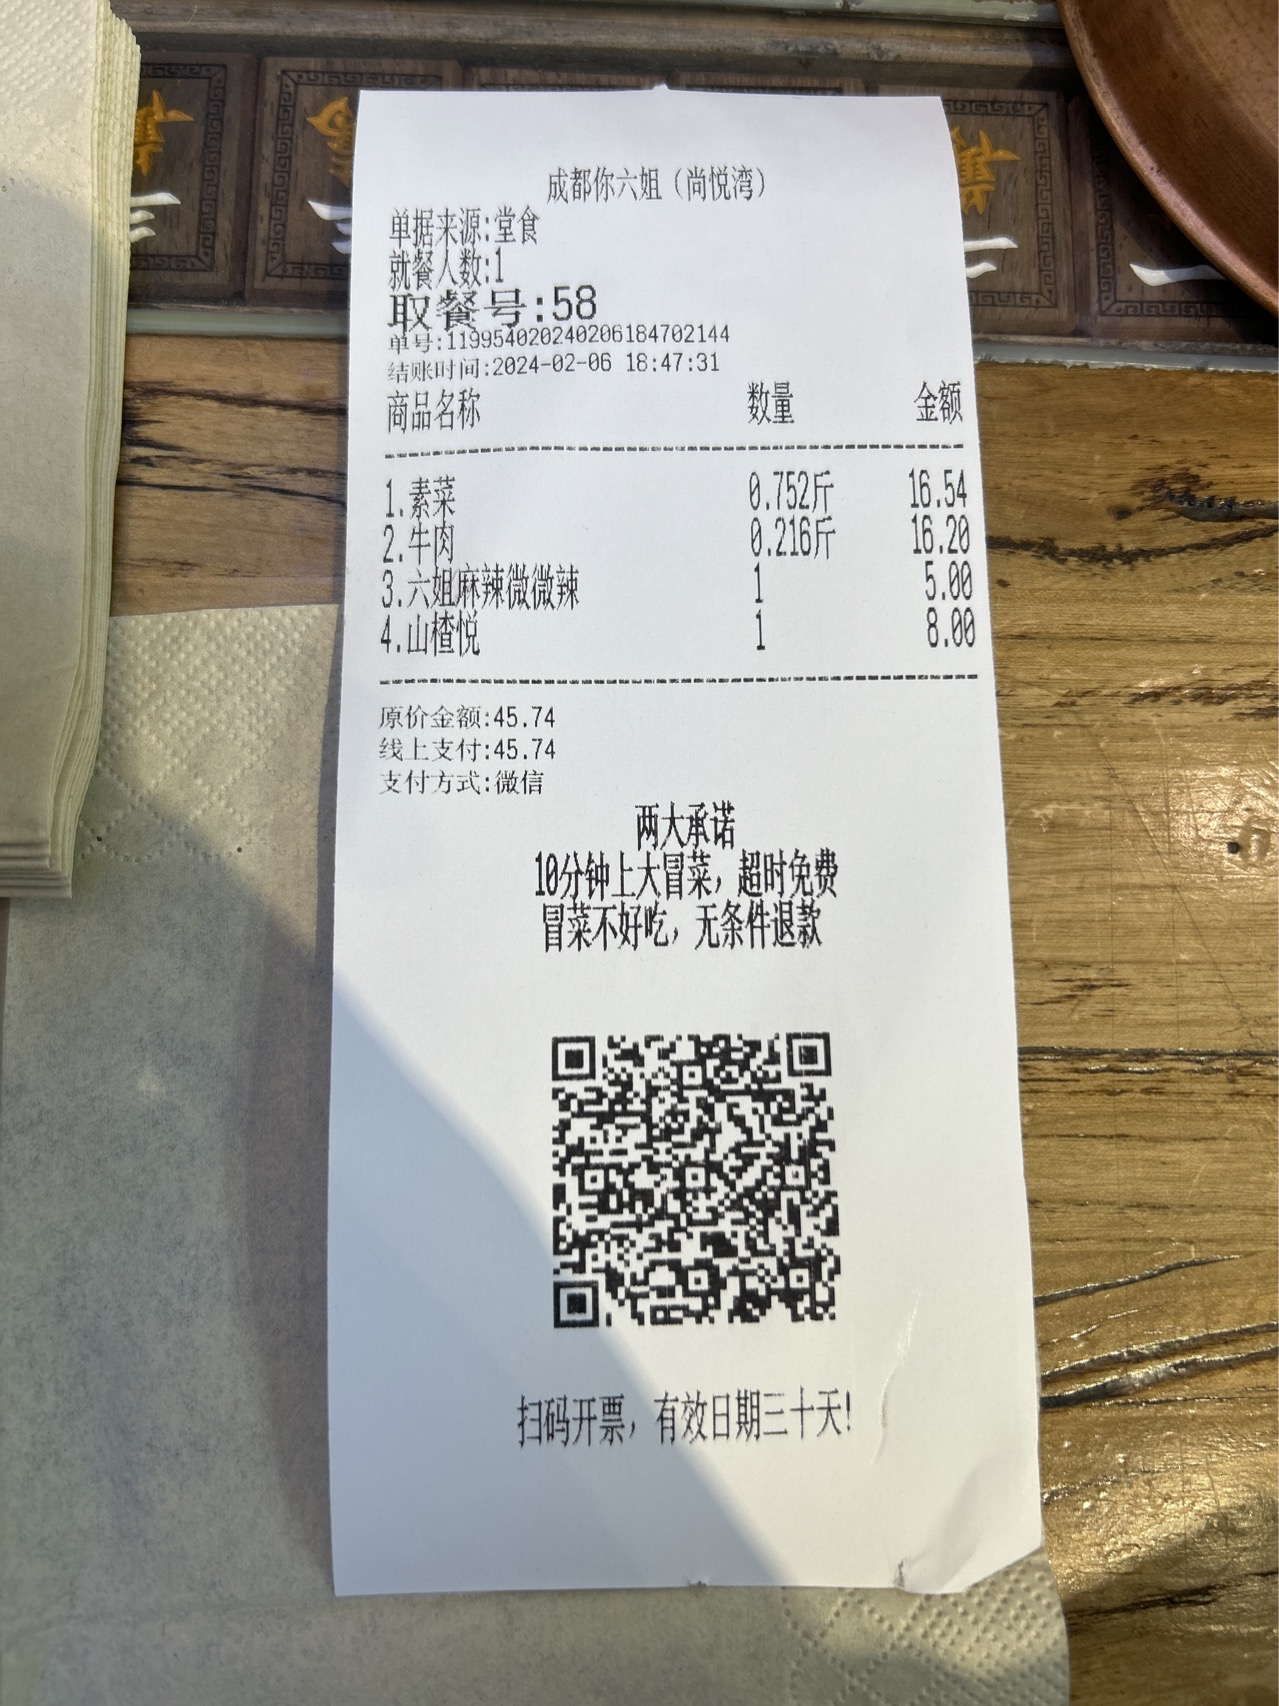 成都你六姐（尚悦湾）
单据来源:堂食
就餐人数:1
取餐号:58
单号:119954020240206184702144
结账时间:2024-02-06 18:47:31
商品名称 数量 金额
1.素菜 0.752斤 16.54
2.牛肉 0.216斤 16.20
3.六姐麻辣微微辣 1 5.00
4.山楂悦 1 8.00
原价金额:45.74
线上支付:45.74
支付方式:微信
两大承诺
10分钟上大冒菜，超时免费
冒菜不好吃，无条件退款
扫码开票，有效日期三十天!